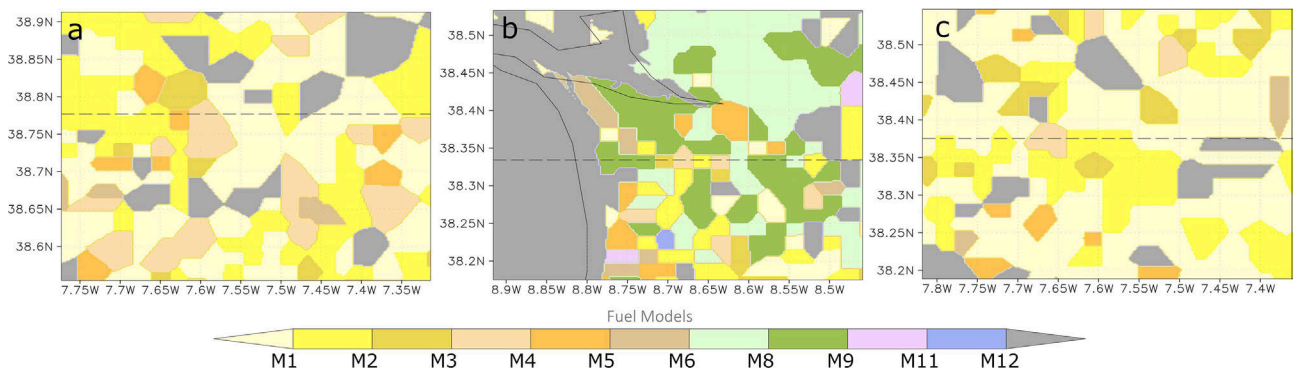 a
38.9N
38.85N
38.8N
38.75N
38.7N
38.65N
38.6N
7.75W 7.7W 7.65W 7.6W 7.55W 7.5W 7.45W 7.4W 7.35W
b
38.5N
38.45N
38.4N
38.35N
38.3N
38.25N
38.2N
8.9W 8.85W 8.8W 8.75W 8.7W 8.65W 8.6W 8.55W 8.5W
c
38.5N
38.45N
38.4N
38.35N
38.3N
38.25N
38.2N
7.8W 7.75W 7.7W 7.65W 7.6W 7.55W 7.5W 7.45W 7.4W
Fuel Models
M1 M2 M3 M4 M5 M6 M8 M9 M11 M12